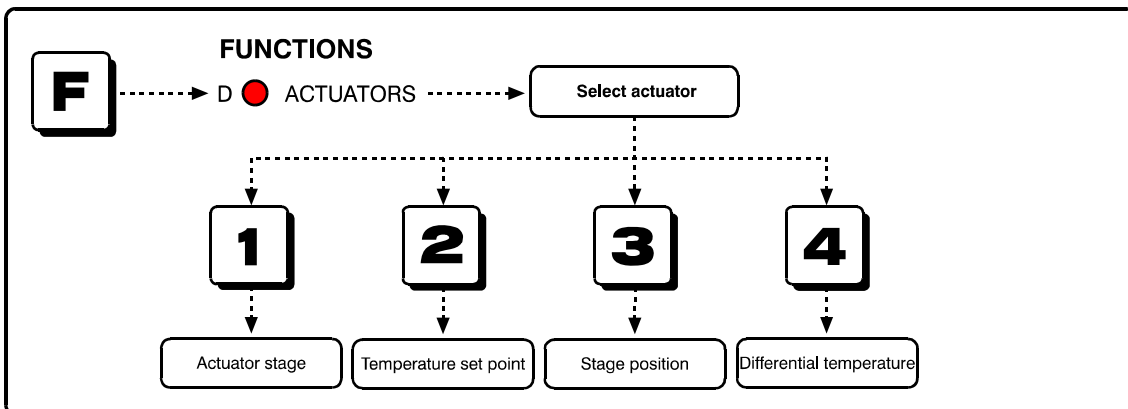 FUNCTIONS
F
D ACTUATORS
Select actuator
1 2 3 4
Actuator stage
Temperature set point
Stage position
Differential temperature